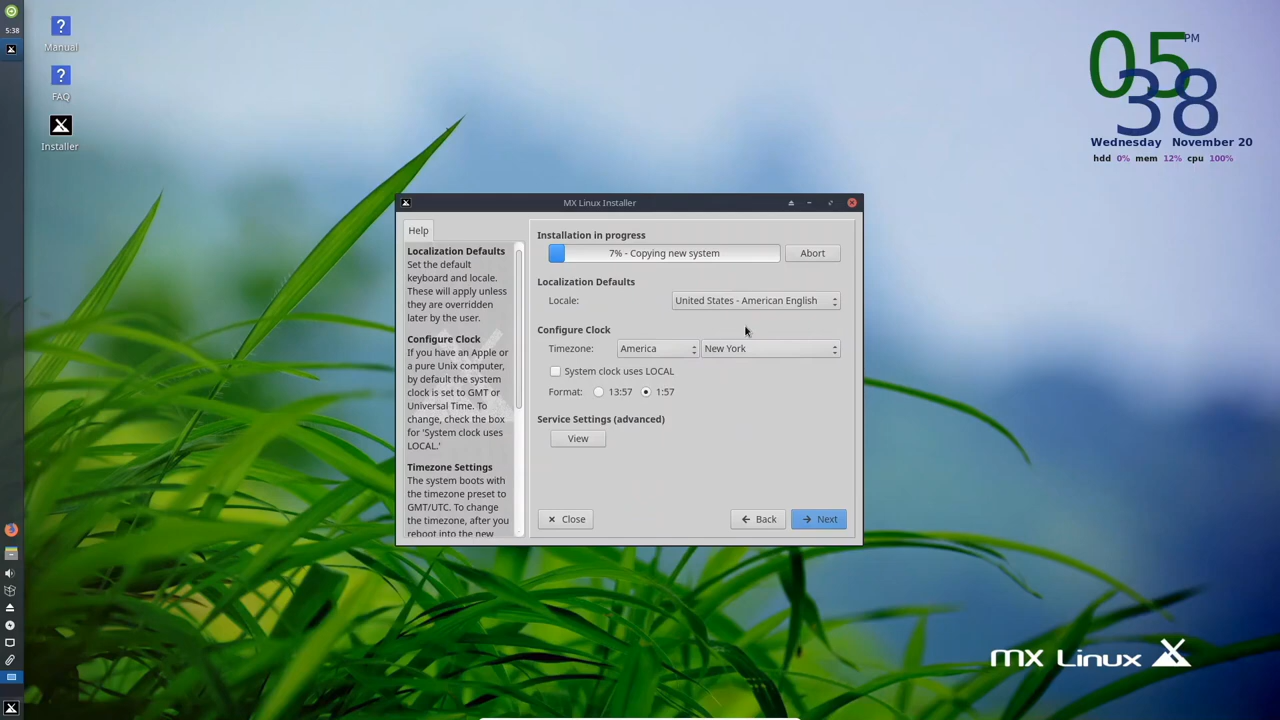 5:38
Manual
FAQ
Installer
05 PM
38
Wednesday November 20
hdd 0% mem 12% cpu 100%
MX Linux Installer
Help
Localization Defaults
Set the default
keyboard and locale.
These will apply unless
they are overridden
later by the user.
Configure Clock
If you have an Apple or
a pure Unix computer,
by default the system
clock is set to GMT or
Universal Time. To
change, check the box
for 'System clock uses
LOCAL.'
Timezone Settings
The system boots with
the timezone preset to
GMT/UTC. To change
the timezone, after you
reboot into the new
Installation in progress
7% - Copying new system
Abort
Localization Defaults
Locale: United States - American English
Configure Clock
Timezone: America New York
System clock uses LOCAL
Format: 13:57 1:57
Service Settings (advanced)
View
Close Back Next
MX Linux